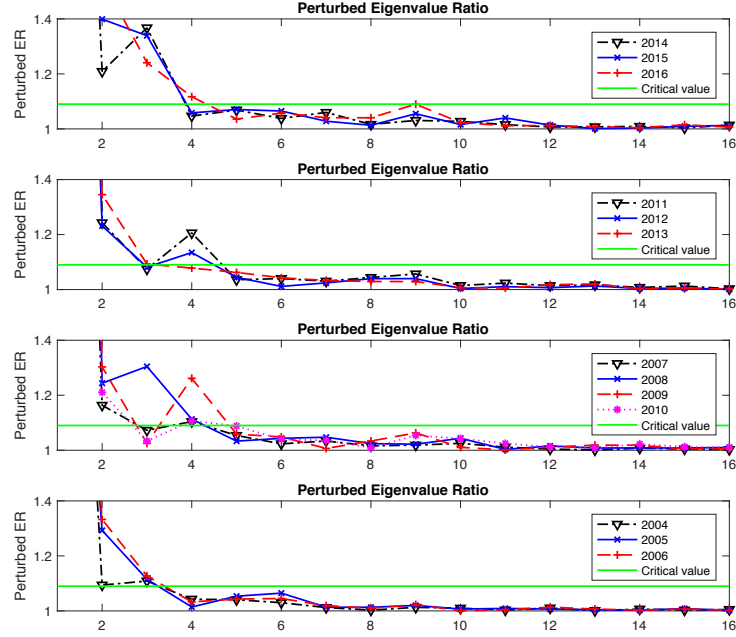 Perturbed Eigenvalue Ratio
1.4
1.2
1
Perturbed ER
2014
2015
2016
Critical value
2 4 6 8 10 12 14 16
Perturbed Eigenvalue Ratio
1.4
1.2
1
Perturbed ER
2011
2012
2013
Critical value
2 4 6 8 10 12 14 16
Perturbed Eigenvalue Ratio
1.4
1.2
1
Perturbed ER
2007
2008
2009
2010
Critical value
2 4 6 8 10 12 14 16
Perturbed Eigenvalue Ratio
1.4
1.2
1
Perturbed ER
2004
2005
2006
Critical value
2 4 6 8 10 12 14 16